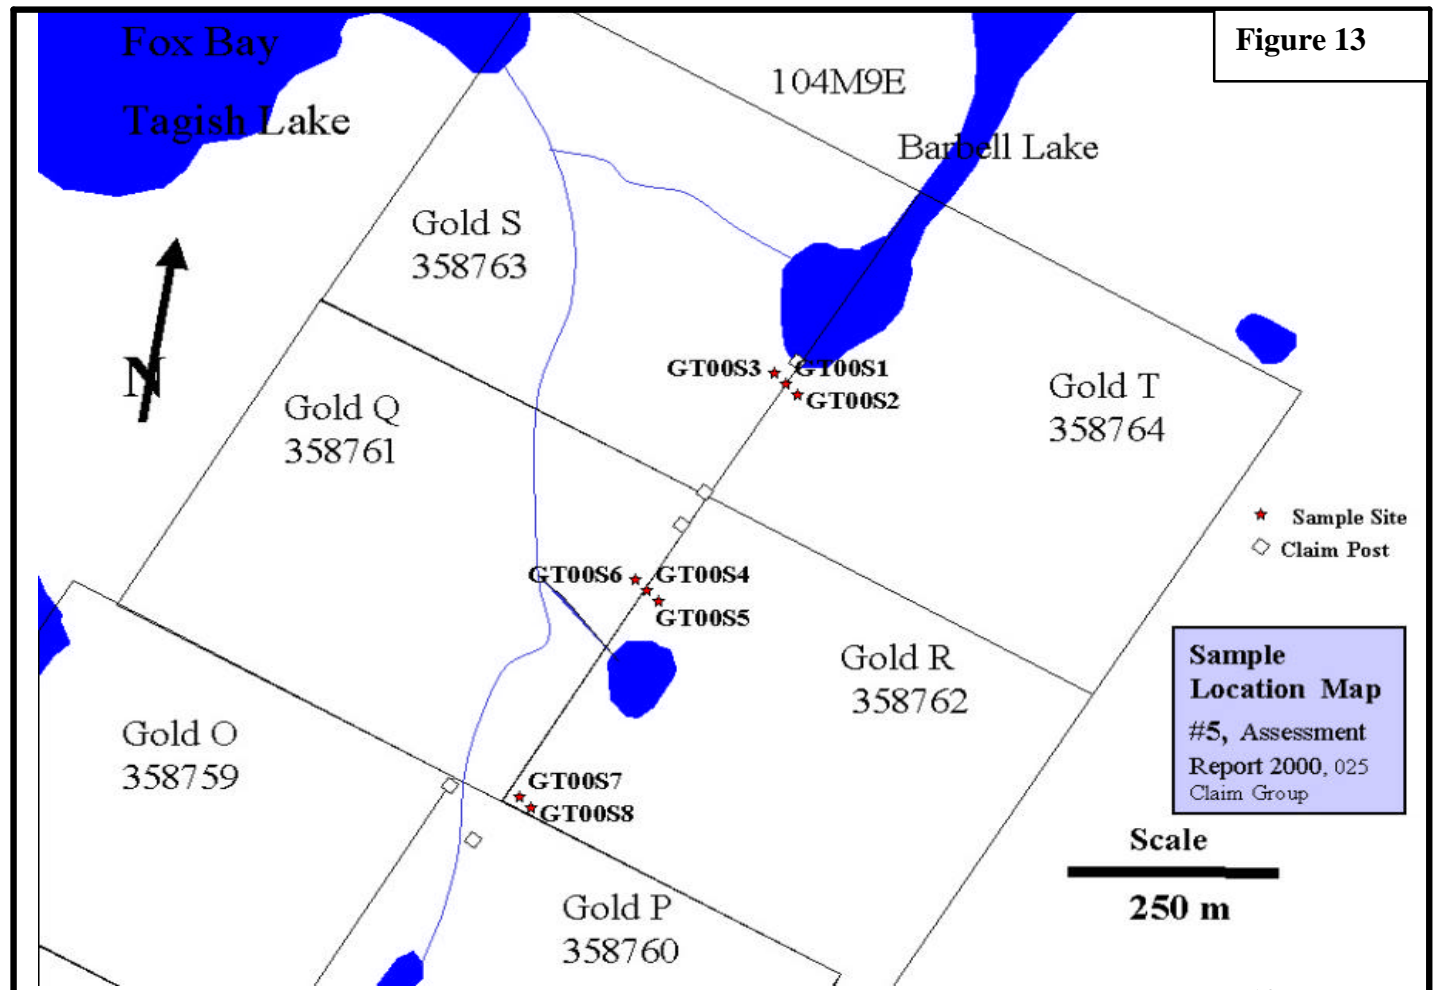 Figure 13
Fox Bay
Tagish Lake
104M9E
Barbell Lake
Gold S
358763
N
GT00S3
GT00S1
GT00S2
Gold T
358764
Gold Q
358761
Sample Site
Claim Post
GT00S6
GT00S4
GT00S5
Gold R
358762
Sample
Location Map
#5, Assessment
Report 2000, 025
Claim Group
Gold O
358759
GT00S7
GT00S8
Scale
250 m
Gold P
358760